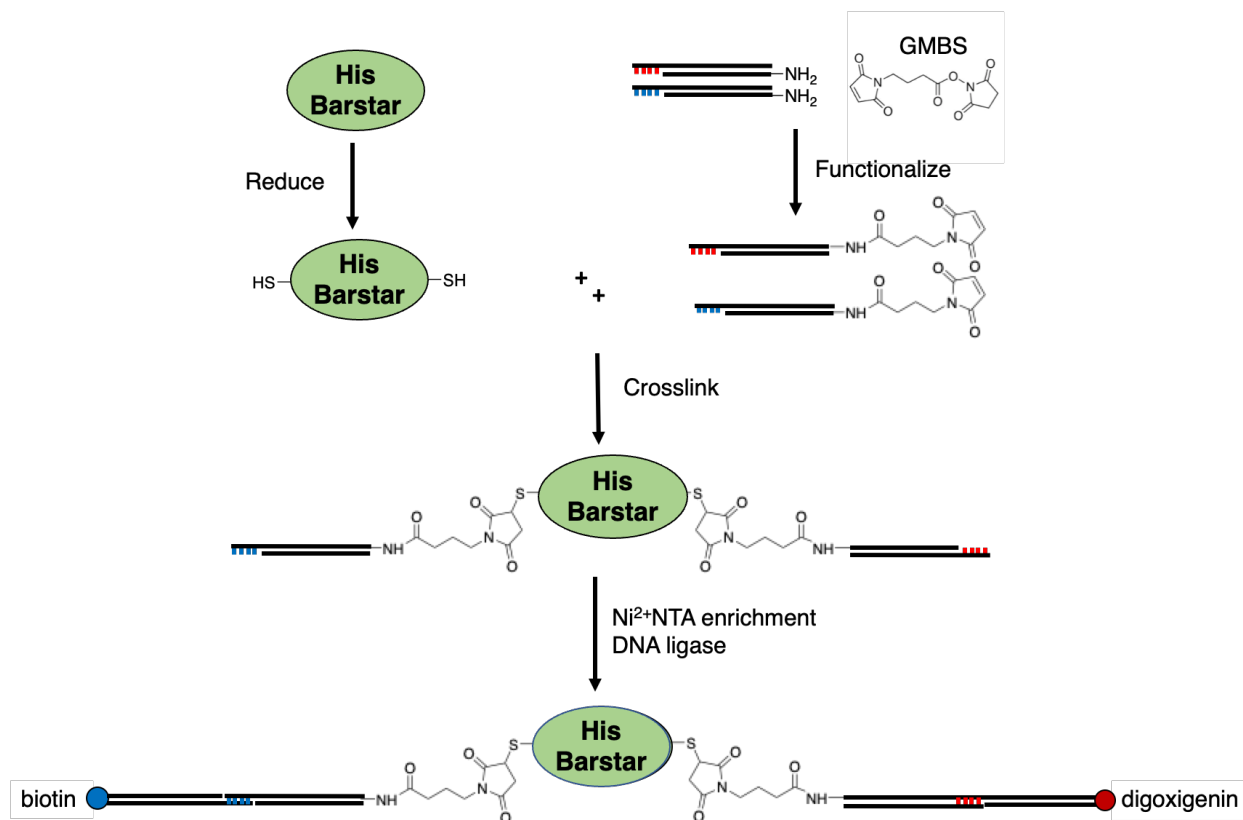 His
Barstar
NH₂
NH₂
GMBS
O
N
O
O
O
O
N
O
O
Reduce
Functionalize
HS
His
Barstar
SH
+
+
NH
O
N
O
O
NH
O
N
O
O
Crosslink
His
Barstar
NH
O
N
O
O
S
S
O
O
N
O
NH
Ni²⁺NTA enrichment
DNA ligase
His
Barstar
biotin
NH
O
N
O
O
S
S
O
O
N
O
NH
digoxigenin